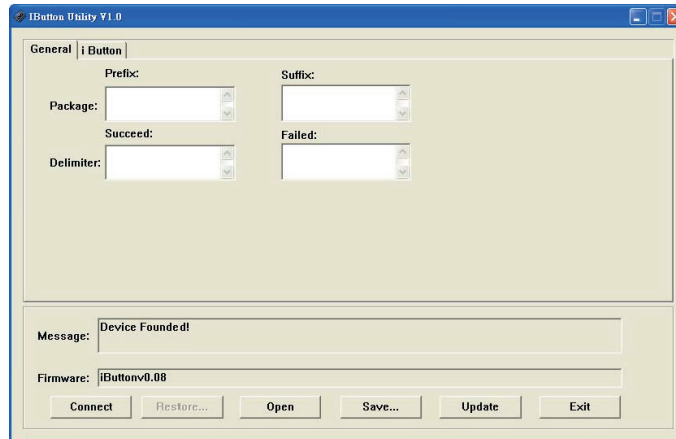 IButton Utility V1.0
General
i Button
Prefix:
Suffix:
Package:
Succeed:
Failed:
Delimiter:
Message:
Device Founded!
Firmware:
iButtonv0.08
Connect
Restore...
Open
Save...
Update
Exit